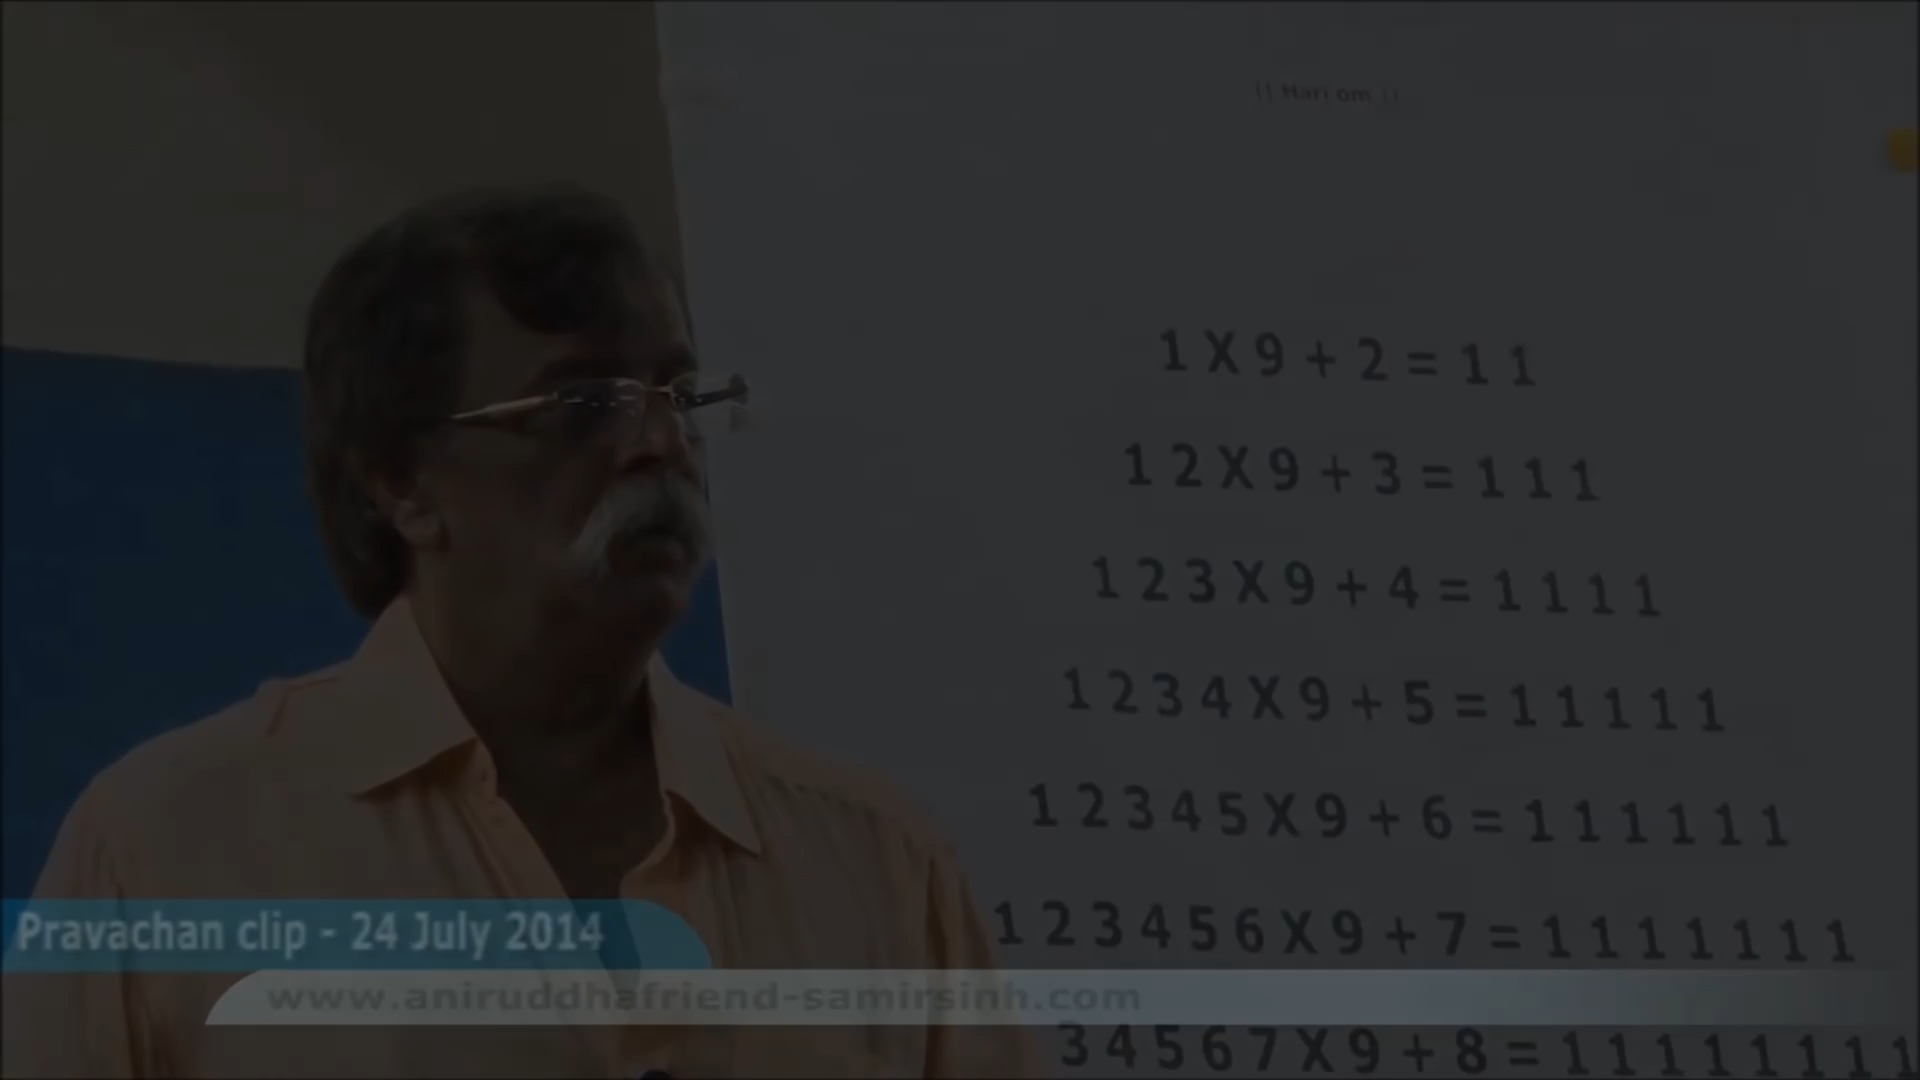 || Hari om ||
1 X 9 + 2 = 1 1
1 2 X 9 + 3 = 1 1 1
1 2 3 X 9 + 4 = 1 1 1 1
1 2 3 4 X 9 + 5 = 1 1 1 1 1
1 2 3 4 5 X 9 + 6 = 1 1 1 1 1 1
1 2 3 4 5 6 X 9 + 7 = 1 1 1 1 1 1 1
3 4 5 6 7 X 9 + 8 = 1 1 1 1 1 1 1 1
Pravachan clip - 24 July 2014
www.aniruddhafriend-samirsinh.com